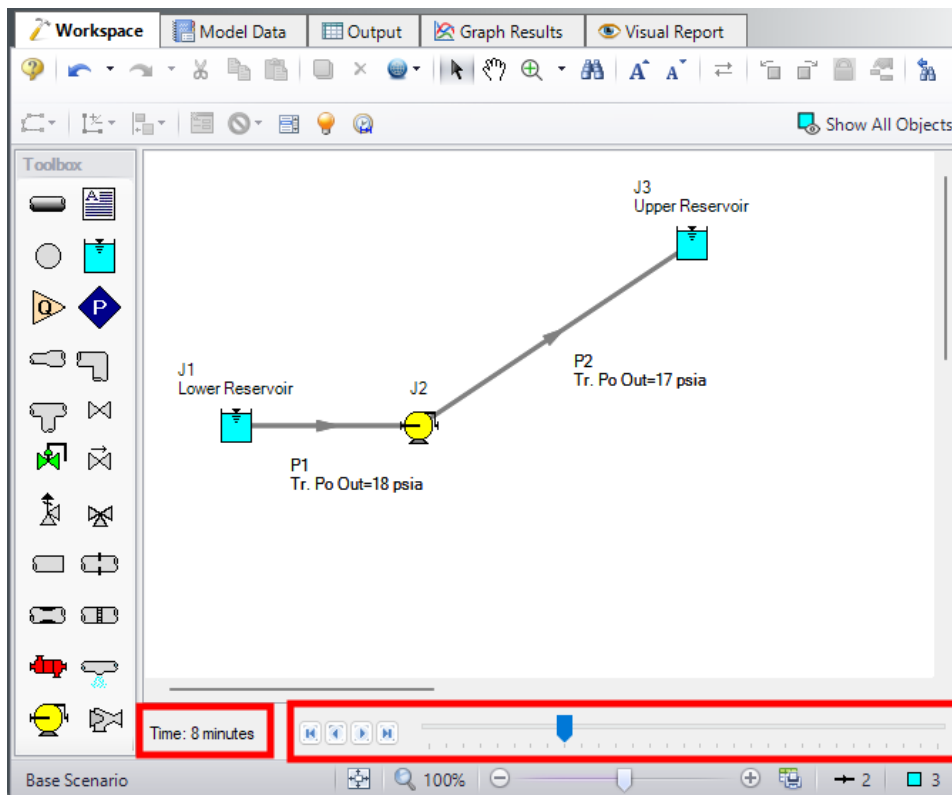 Workspace
Model Data
Output
Graph Results
Visual Report
A A
Show All Objects
Toolbox
A
Q
P
J3
Upper Reservoir
P2
Tr. Po Out=17 psia
J1
Lower Reservoir
J2
P1
Tr. Po Out=18 psia
Time: 8 minutes
Base Scenario
100%
2
3